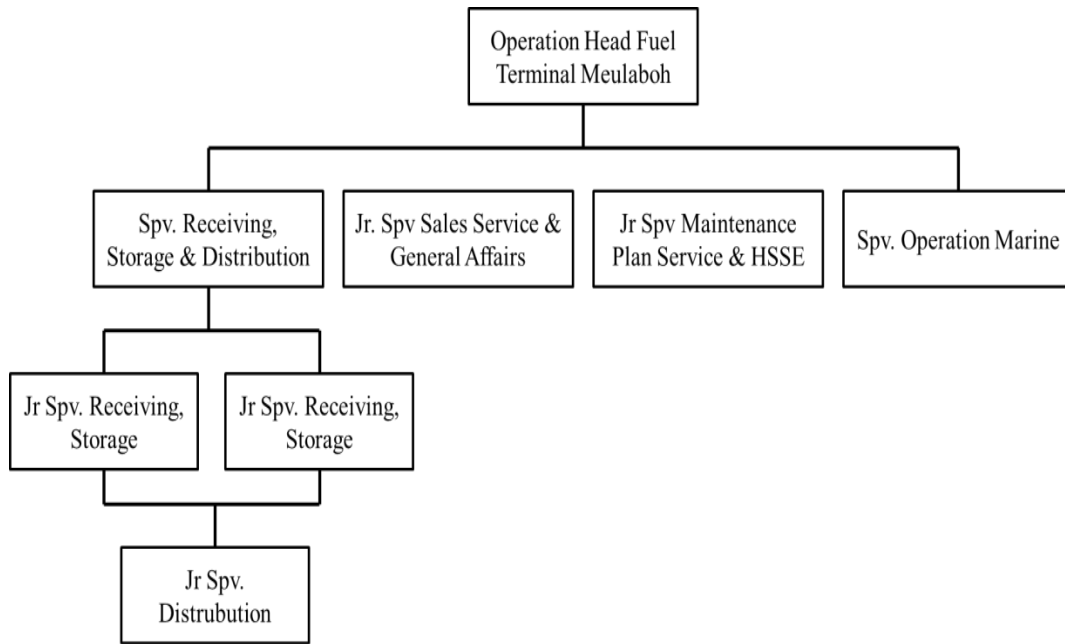 Operation Head Fuel
Terminal Meulaboh
Spv. Receiving,
Storage & Distribution
Jr. Spv Sales Service &
General Affairs
Jr Spv Maintenance
Plan Service & HSSE
Spv. Operation Marine
Jr Spv. Receiving,
Storage
Jr Spv. Receiving,
Storage
Jr Spv.
Distrubution